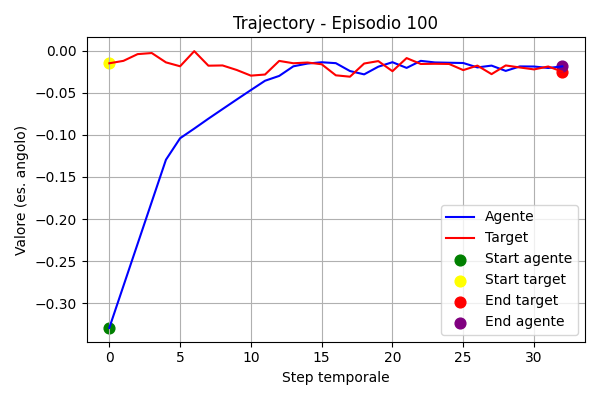 Trajectory - Episodio 100
Valore (es. angolo)
0.00
−0.05
−0.10
−0.15
−0.20
−0.25
−0.30
0
5
10
15
20
25
30
Step temporale
Agente
Target
Start agente
Start target
End target
End agente